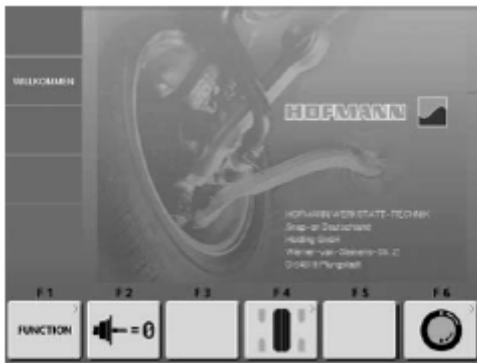 WILLKOMMEN
HOFMANN
HOFMANN WERKSTATT-TECHNIK
Snap-on Deutschland
Holding GmbH
F1 F2 F3 F4 F5 F6
FUNCTION =0